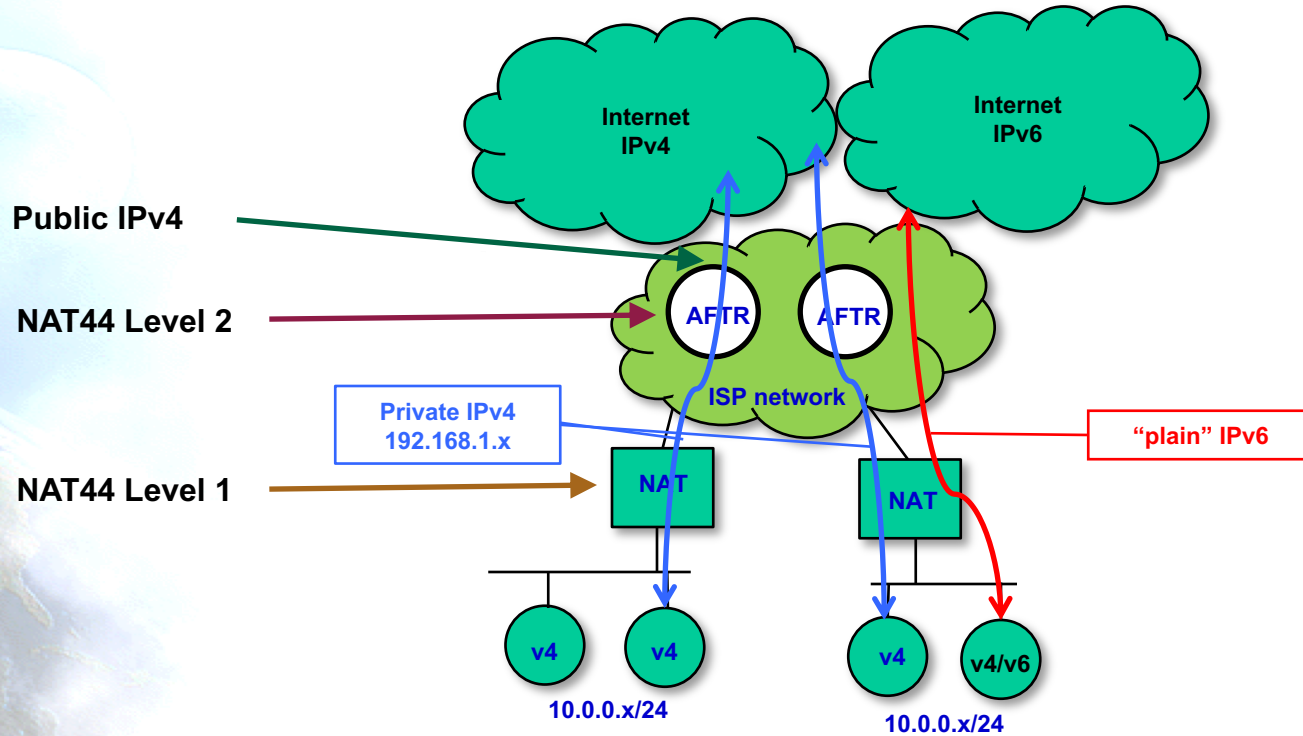 Internet
IPv4
Internet
IPv6
Public IPv4
AFTR
AFTR
NAT44 Level 2
ISP network
Private IPv4
192.168.1.x
“plain” IPv6
NAT44 Level 1
NAT
NAT
v4
v4
v4
v4/v6
10.0.0.x/24
10.0.0.x/24